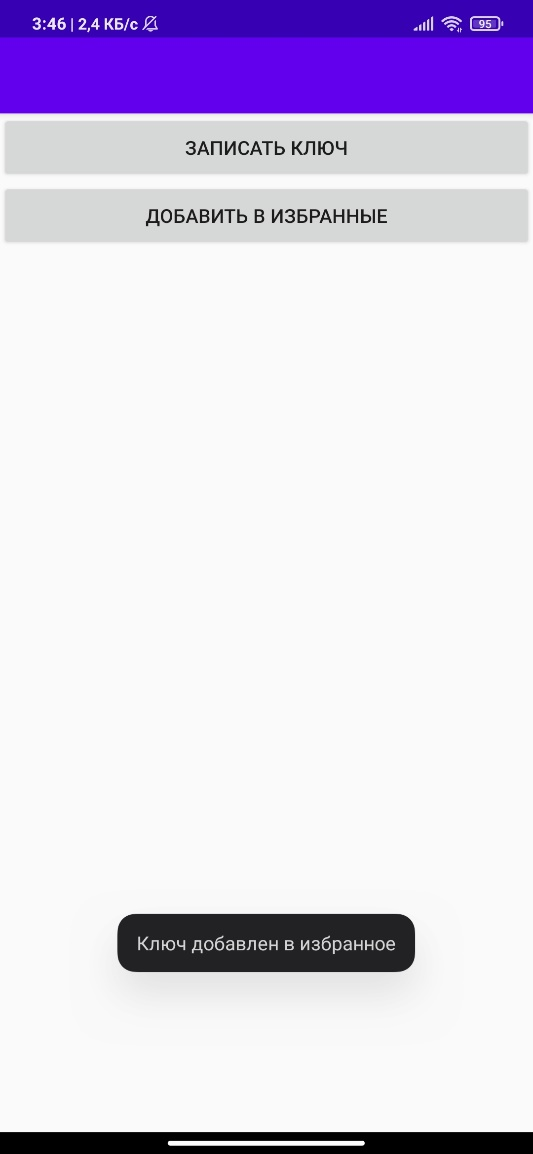 3:46 | 2,4 КБ/с
95
ЗАПИСАТЬ КЛЮЧ
ДОБАВИТЬ В ИЗБРАННЫЕ
Ключ добавлен в избранное